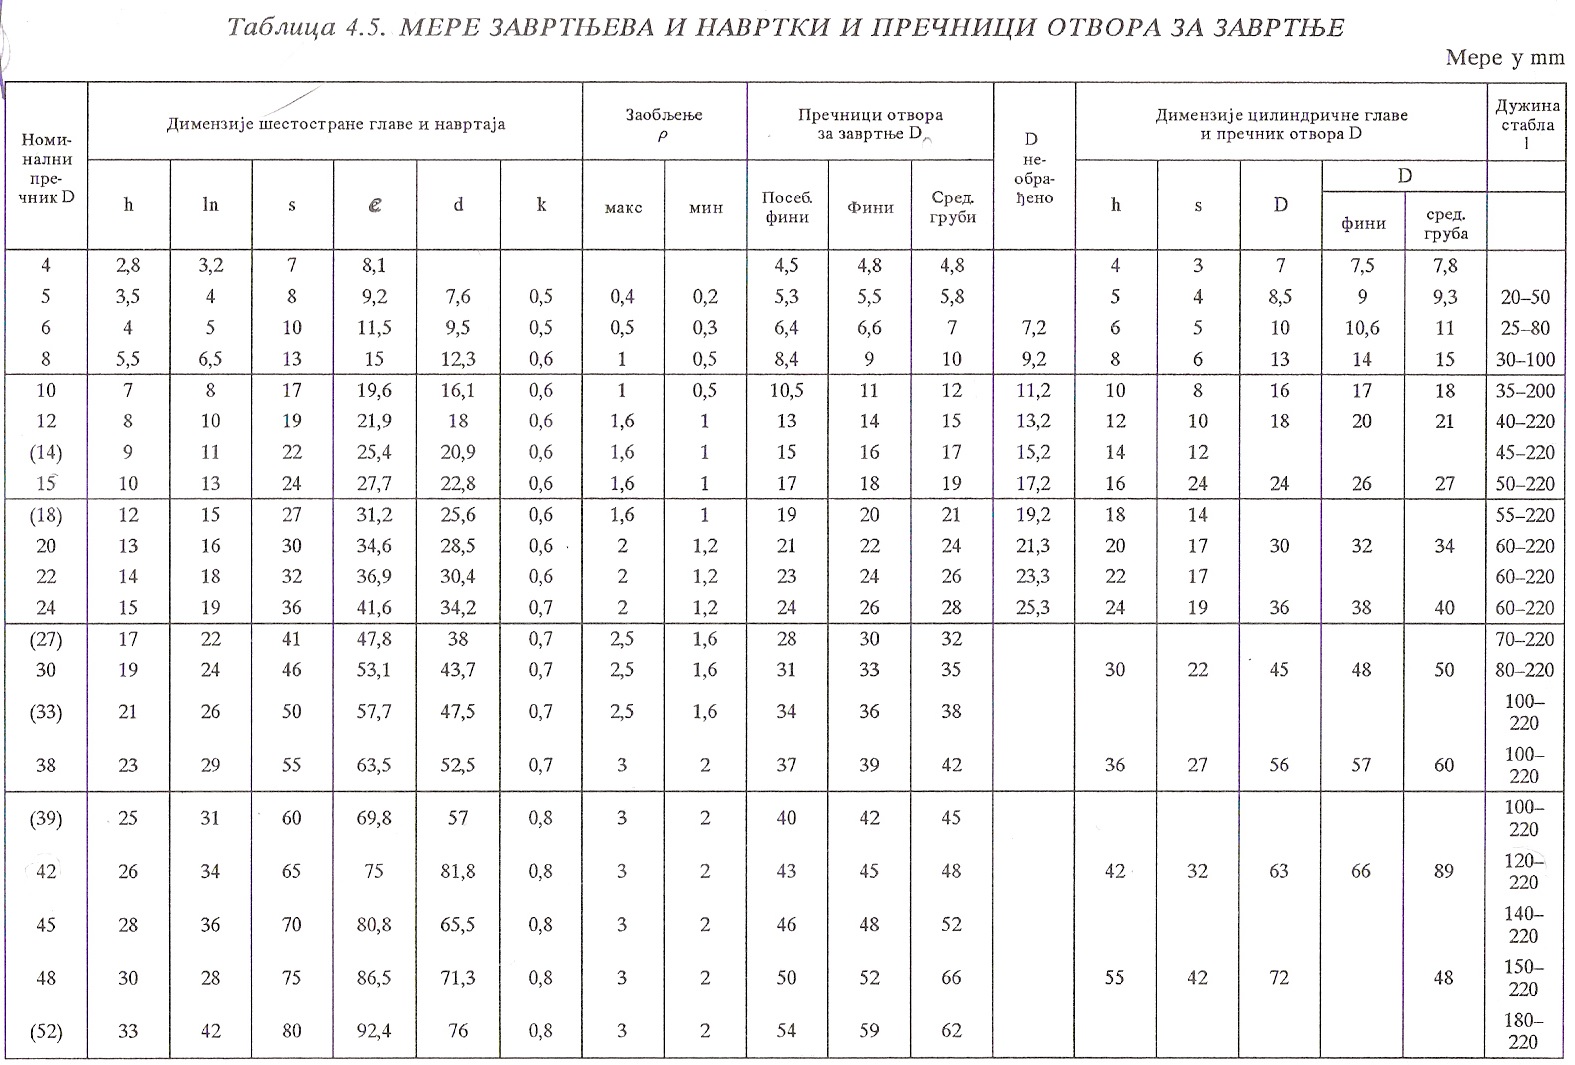 Таблица 4.5. МЕРЕ ЗАВРТЊЕВА И НАВРТКИ И ПРЕЧНИЦИ ОТВОРА ЗА ЗАВРТЊЕ
Мере у mm
Номи-
нални
пре-
чник D
Димензије шестостране главе и навртаја
Заобљење
ρ
Пречници отвора
за завртње D
D
не-
обра-
ђено
Димензије цилиндричне главе
и пречник отвора D
Дужина
стабла
l
h ln s e d k макс мин
Посеб.
фини
Фини
Сред.
груби
h s D
D
фини
сред.
груба
4 2,8 3,2 7 8,1 4,5 4,8 4,8 4 3 7 7,5 7,8
5 3,5 4 8 9,2 7,6 0,5 0,4 0,2 5,3 5,5 5,8 5 4 8,5 9 9,3 20–50
6 4 5 10 11,5 9,5 0,5 0,5 0,3 6,4 6,6 7 7,2 6 5 10 10,6 11 25–80
8 5,5 6,5 13 15 12,3 0,6 1 0,5 8,4 9 10 9,2 8 6 13 14 15 30–100
10 7 8 17 19,6 16,1 0,6 1 0,5 10,5 11 12 11,2 10 8 16 17 18 35–200
12 8 10 19 21,9 18 0,6 1,6 1 13 14 15 13,2 12 10 18 20 21 40–220
(14) 9 11 22 25,4 20,9 0,6 1,6 1 15 16 17 15,2 14 12 45–220
15 10 13 24 27,7 22,8 0,6 1,6 1 17 18 19 17,2 16 24 24 26 27 50–220
(18) 12 15 27 31,2 25,6 0,6 1,6 1 19 20 21 19,2 18 14 55–220
20 13 16 30 34,6 28,5 0,6 2 1,2 21 22 24 21,3 20 17 30 32 34 60–220
22 14 18 32 36,9 30,4 0,6 2 1,2 23 24 26 23,3 22 17 60–220
24 15 19 36 41,6 34,2 0,7 2 1,2 24 26 28 25,3 24 19 36 38 40 60–220
(27) 17 22 41 47,8 38 0,7 2,5 1,6 28 30 32 70–220
30 19 24 46 53,1 43,7 0,7 2,5 1,6 31 33 35 30 22 45 48 50 80–220
(33) 21 26 50 57,7 47,5 0,7 2,5 1,6 34 36 38 100–
220
38 23 29 55 63,5 52,5 0,7 3 2 37 39 42 36 27 56 57 60 100–
220
(39) 25 31 60 69,8 57 0,8 3 2 40 42 45 100–
220
42 26 34 65 75 81,8 0,8 3 2 43 45 48 42 32 63 66 89 120–
220
45 28 36 70 80,8 65,5 0,8 3 2 46 48 52 140–
220
48 30 28 75 86,5 71,3 0,8 3 2 50 52 66 55 42 72 48 150–
220
(52) 33 42 80 92,4 76 0,8 3 2 54 59 62 180–
220